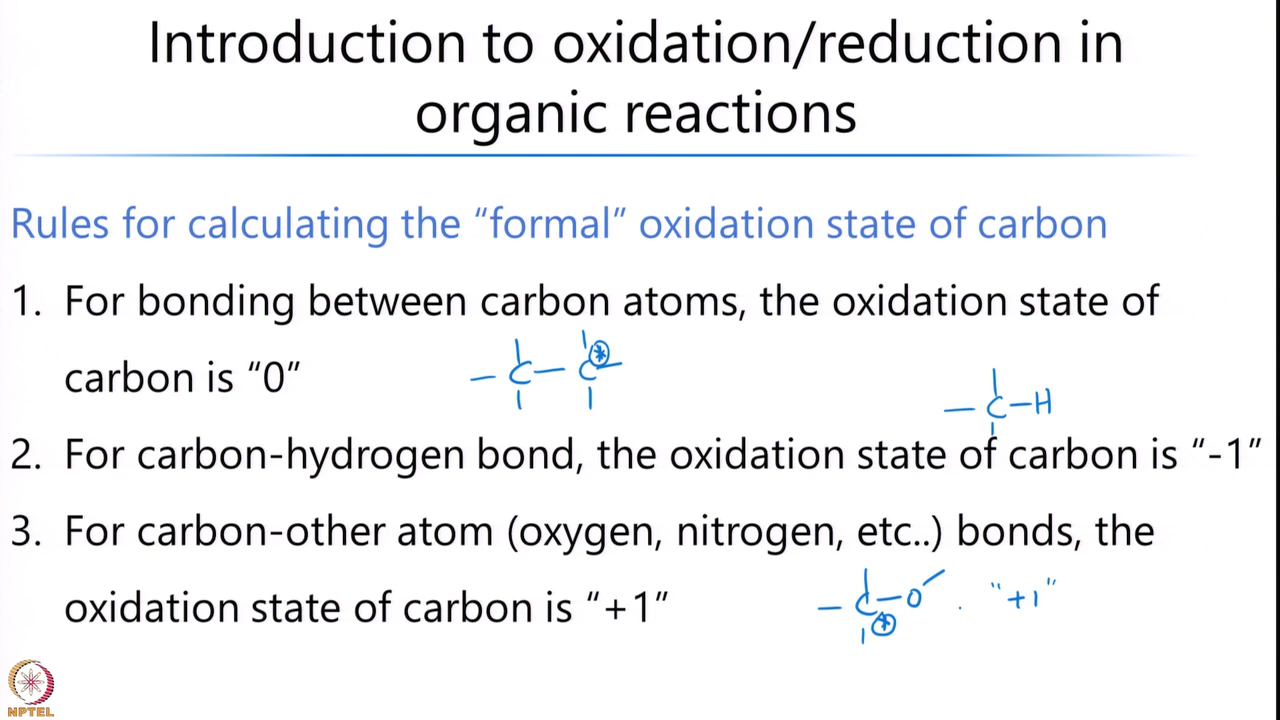 Introduction to oxidation/reduction in
organic reactions
Rules for calculating the “formal” oxidation state of carbon
1. For bonding between carbon atoms, the oxidation state of
carbon is “0”
— C — C*
— C – H
2. For carbon-hydrogen bond, the oxidation state of carbon is “-1”
3. For carbon-other atom (oxygen, nitrogen, etc..) bonds, the
oxidation state of carbon is “+1”
— C* – O . “+1”
NPTEL